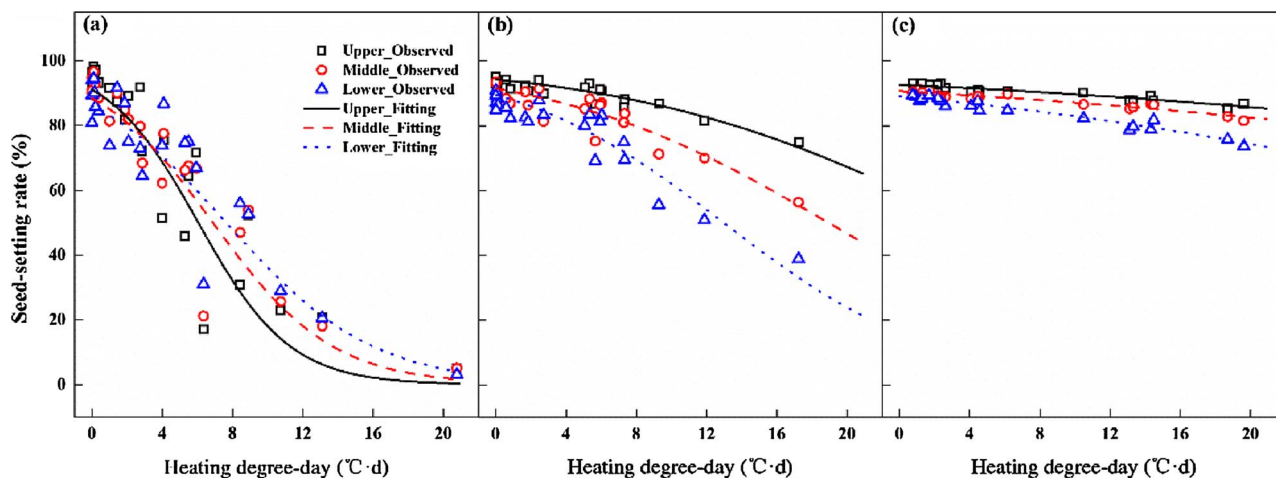 (a)
(b)
(c)
Upper_Observed
Middle_Observed
Lower_Observed
Upper_Fitting
Middle_Fitting
Lower_Fitting
Seed-setting rate (%)
100
80
60
40
20
0
0 4 8 12 16 20
0 4 8 12 16 20
0 4 8 12 16 20
Heating degree-day (℃·d)
Heating degree-day (℃·d)
Heating degree-day (℃·d)